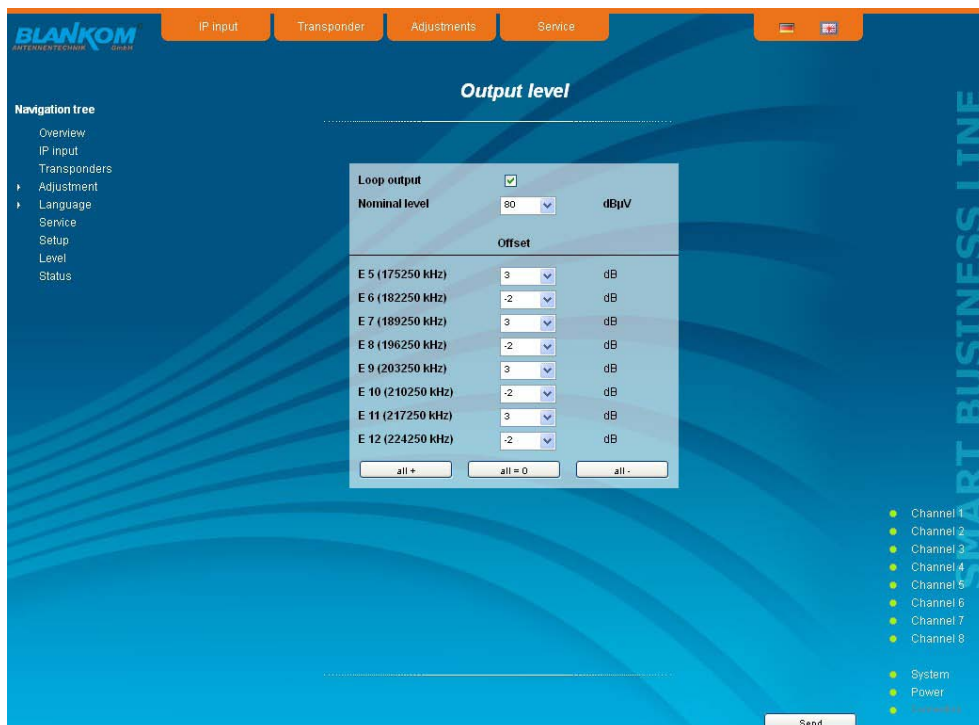 BLANKOM
ANTENNENTECHNIK GmbH
IP input
Transponder
Adjustments
Service
Output level
Navigation tree
Overview
IP input
Transponders
Adjustment
Language
Service
Setup
Level
Status
Loop output
Nominal level 80 dBµV
Offset
E 5 (175250 kHz) 3 dB
E 6 (182250 kHz) -2 dB
E 7 (189250 kHz) 3 dB
E 8 (196250 kHz) -2 dB
E 9 (203250 kHz) 3 dB
E 10 (210250 kHz) -2 dB
E 11 (217250 kHz) 3 dB
E 12 (224250 kHz) -2 dB
all +
all = 0
all -
SMART BUSINESS LINE
Channel 1
Channel 2
Channel 3
Channel 4
Channel 5
Channel 6
Channel 7
Channel 8
System
Power
Send